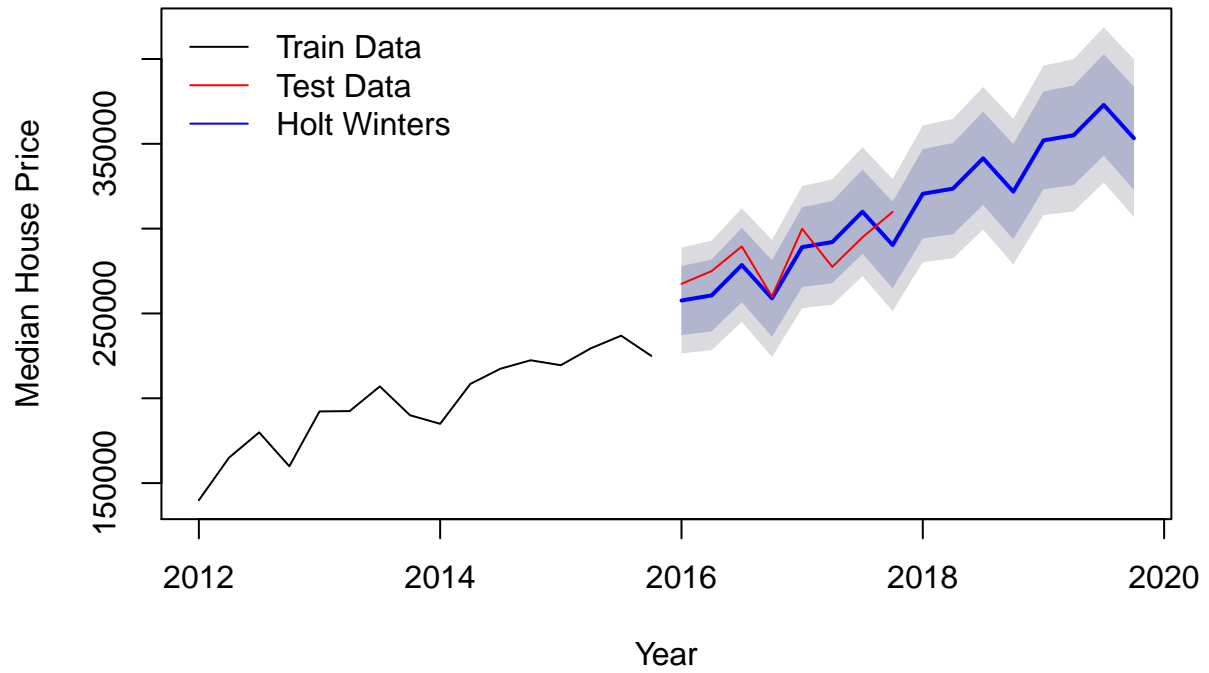 Train Data
Test Data
Holt Winters
Median House Price
350000
250000
150000
2012 2014 2016 2018 2020
Year